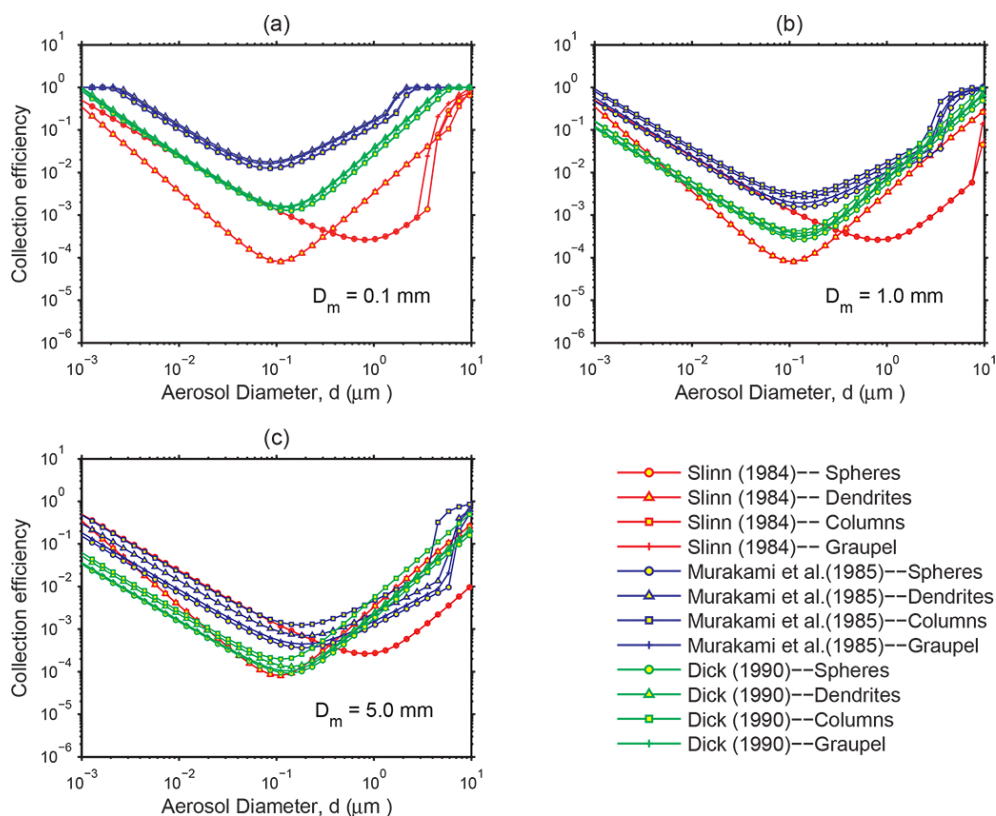 (a)
10^1
10^0
10^-1
10^-2
10^-3
10^-4
10^-5
10^-6
Collection efficiency
D_m = 0.1 mm
10^-3 10^-2 10^-1 10^0 10^1
Aerosol Diameter, d (μm )
(b)
10^1
10^0
10^-1
10^-2
10^-3
10^-4
10^-5
10^-6
D_m = 1.0 mm
10^-3 10^-2 10^-1 10^0 10^1
Aerosol Diameter, d (μm )
(c)
10^1
10^0
10^-1
10^-2
10^-3
10^-4
10^-5
10^-6
Collection efficiency
D_m = 5.0 mm
10^-3 10^-2 10^-1 10^0 10^1
Aerosol Diameter, d (μm )
Slinn (1984)−− Spheres
Slinn (1984)−− Dendrites
Slinn (1984)−− Columns
Slinn (1984)−− Graupel
Murakami et al.(1985)−−Spheres
Murakami et al.(1985)−−Dendrites
Murakami et al.(1985)−−Columns
Murakami et al.(1985)−−Graupel
Dick (1990)−−Spheres
Dick (1990)−−Dendrites
Dick (1990)−−Columns
Dick (1990)−−Graupel